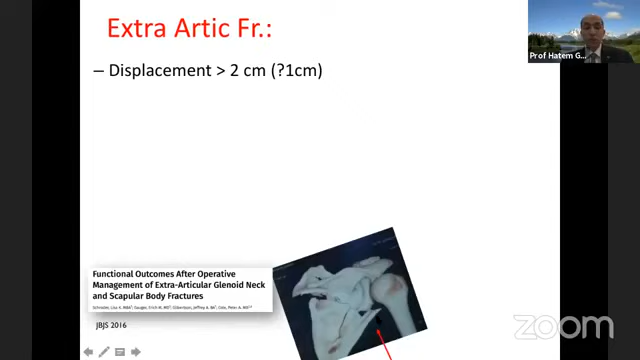 Extra Artic Fr.:
– Displacement > 2 cm (?1cm)
Prof Hatem G...
Functional Outcomes After Operative
Management of Extra-Articular Glenoid Neck
and Scapular Body Fractures
JBJS 2016
zoom